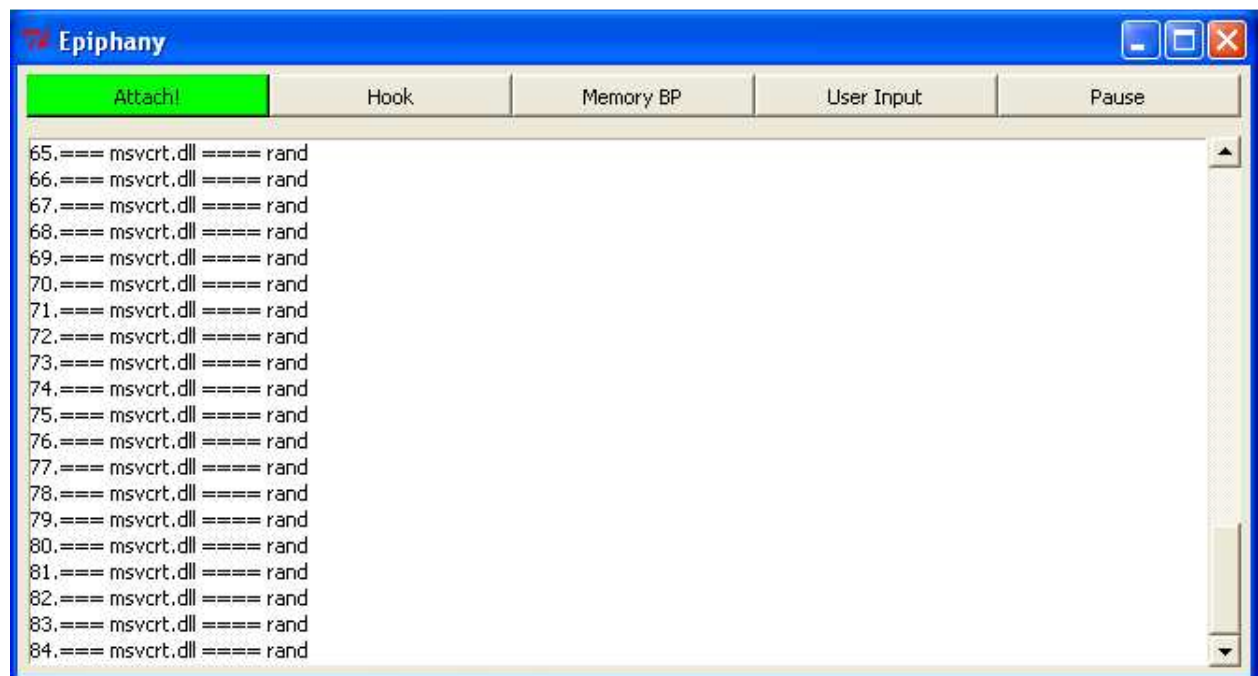 Epiphany
Attach! Hook Memory BP User Input Pause
65.=== msvcrt.dll ==== rand
66.=== msvcrt.dll ==== rand
67.=== msvcrt.dll ==== rand
68.=== msvcrt.dll ==== rand
69.=== msvcrt.dll ==== rand
70.=== msvcrt.dll ==== rand
71.=== msvcrt.dll ==== rand
72.=== msvcrt.dll ==== rand
73.=== msvcrt.dll ==== rand
74.=== msvcrt.dll ==== rand
75.=== msvcrt.dll ==== rand
76.=== msvcrt.dll ==== rand
77.=== msvcrt.dll ==== rand
78.=== msvcrt.dll ==== rand
79.=== msvcrt.dll ==== rand
80.=== msvcrt.dll ==== rand
81.=== msvcrt.dll ==== rand
82.=== msvcrt.dll ==== rand
83.=== msvcrt.dll ==== rand
84.=== msvcrt.dll ==== rand